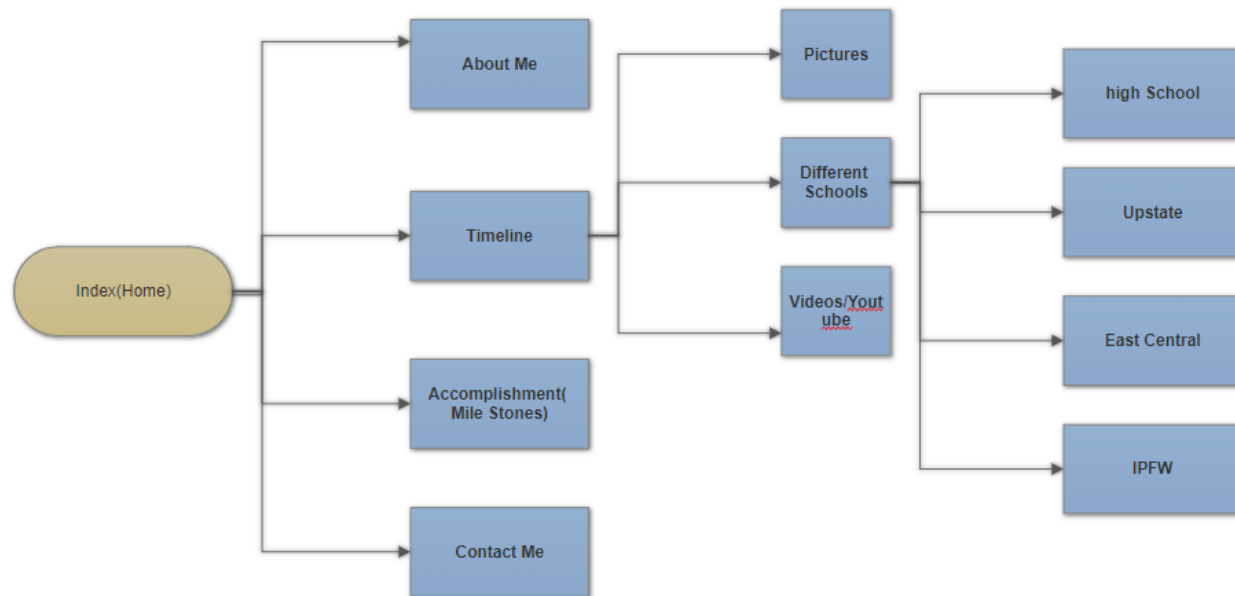 About Me
Pictures
high School
Different
Schools
Upstate
Timeline
Index(Home)
Videos/Yout
ube
East Central
Accomplishment(
Mile Stones)
IPFW
Contact Me